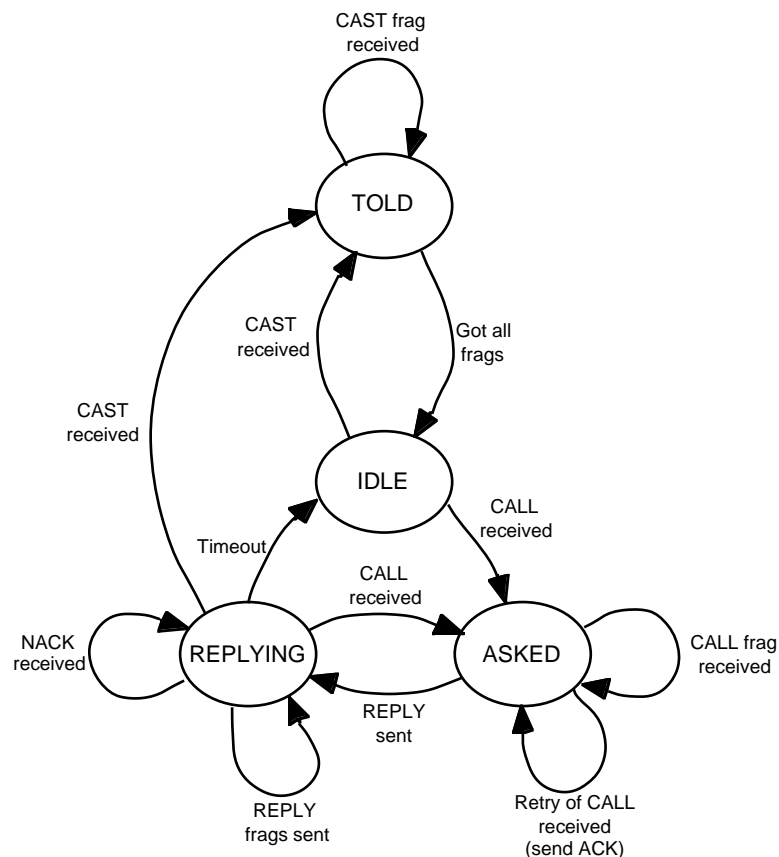 CAST frag
received
TOLD
CAST
received
Got all
frags
CAST
received
IDLE
CALL
received
Timeout
CALL
received
NACK
received
REPLYING
ASKED
CALL frag
received
REPLY
sent
REPLY
frags sent
Retry of CALL
received
(send ACK)